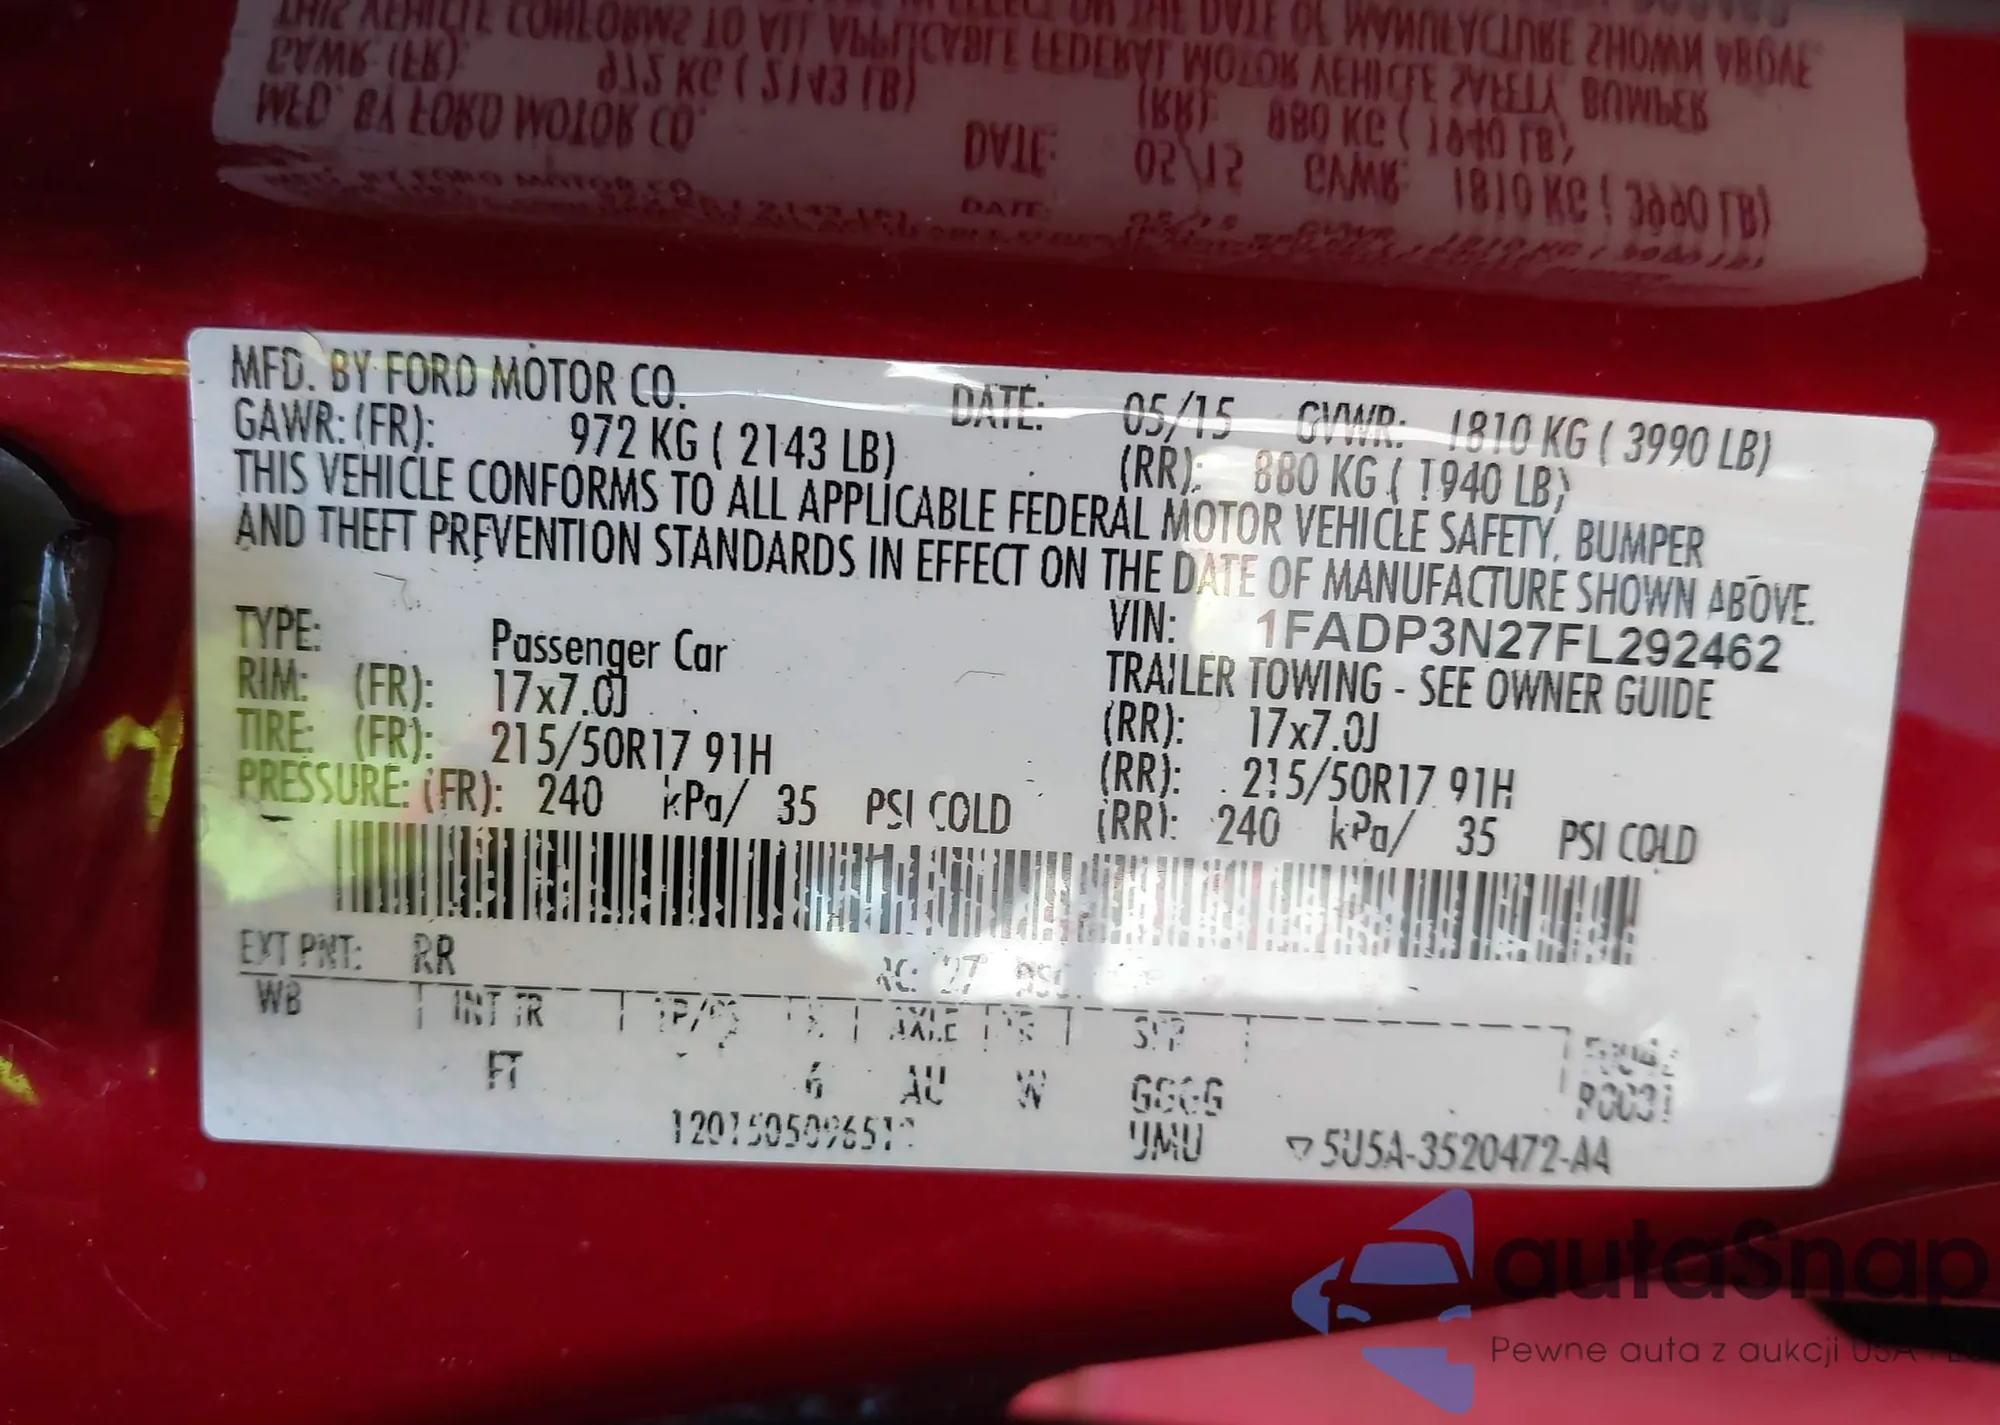 MFD. BY FORD MOTOR CO. DATE: 05/15 GVWR: 1810 KG ( 3990 LB)
GAWR: (FR): 972 KG ( 2143 LB) (RR): 880 KG ( 1940 LB)
THIS VEHICLE CONFORMS TO ALL APPLICABLE FEDERAL MOTOR VEHICLE SAFETY, BUMPER
AND THEFT PREVENTION STANDARDS IN EFFECT ON THE DATE OF MANUFACTURE SHOWN ABOVE.
VIN: 1FADP3N27FL292462
TYPE: Passenger Car TRAILER TOWING - SEE OWNER GUIDE
RIM: (FR): 17x7.0J (RR): 17x7.0J
TIRE: (FR): 215/50R17 91H (RR): 215/50R17 91H
PRESSURE: (FR): 240 kPa/ 35 PSI COLD (RR): 240 kPa/ 35 PSI COLD
EXT PNT: RR RC: 27 DSO:
WB INT TR AXLE
FT 6 AU W
UMU 5U5A-3520472-AA
autaSnap
Pewne auta z aukcji USA